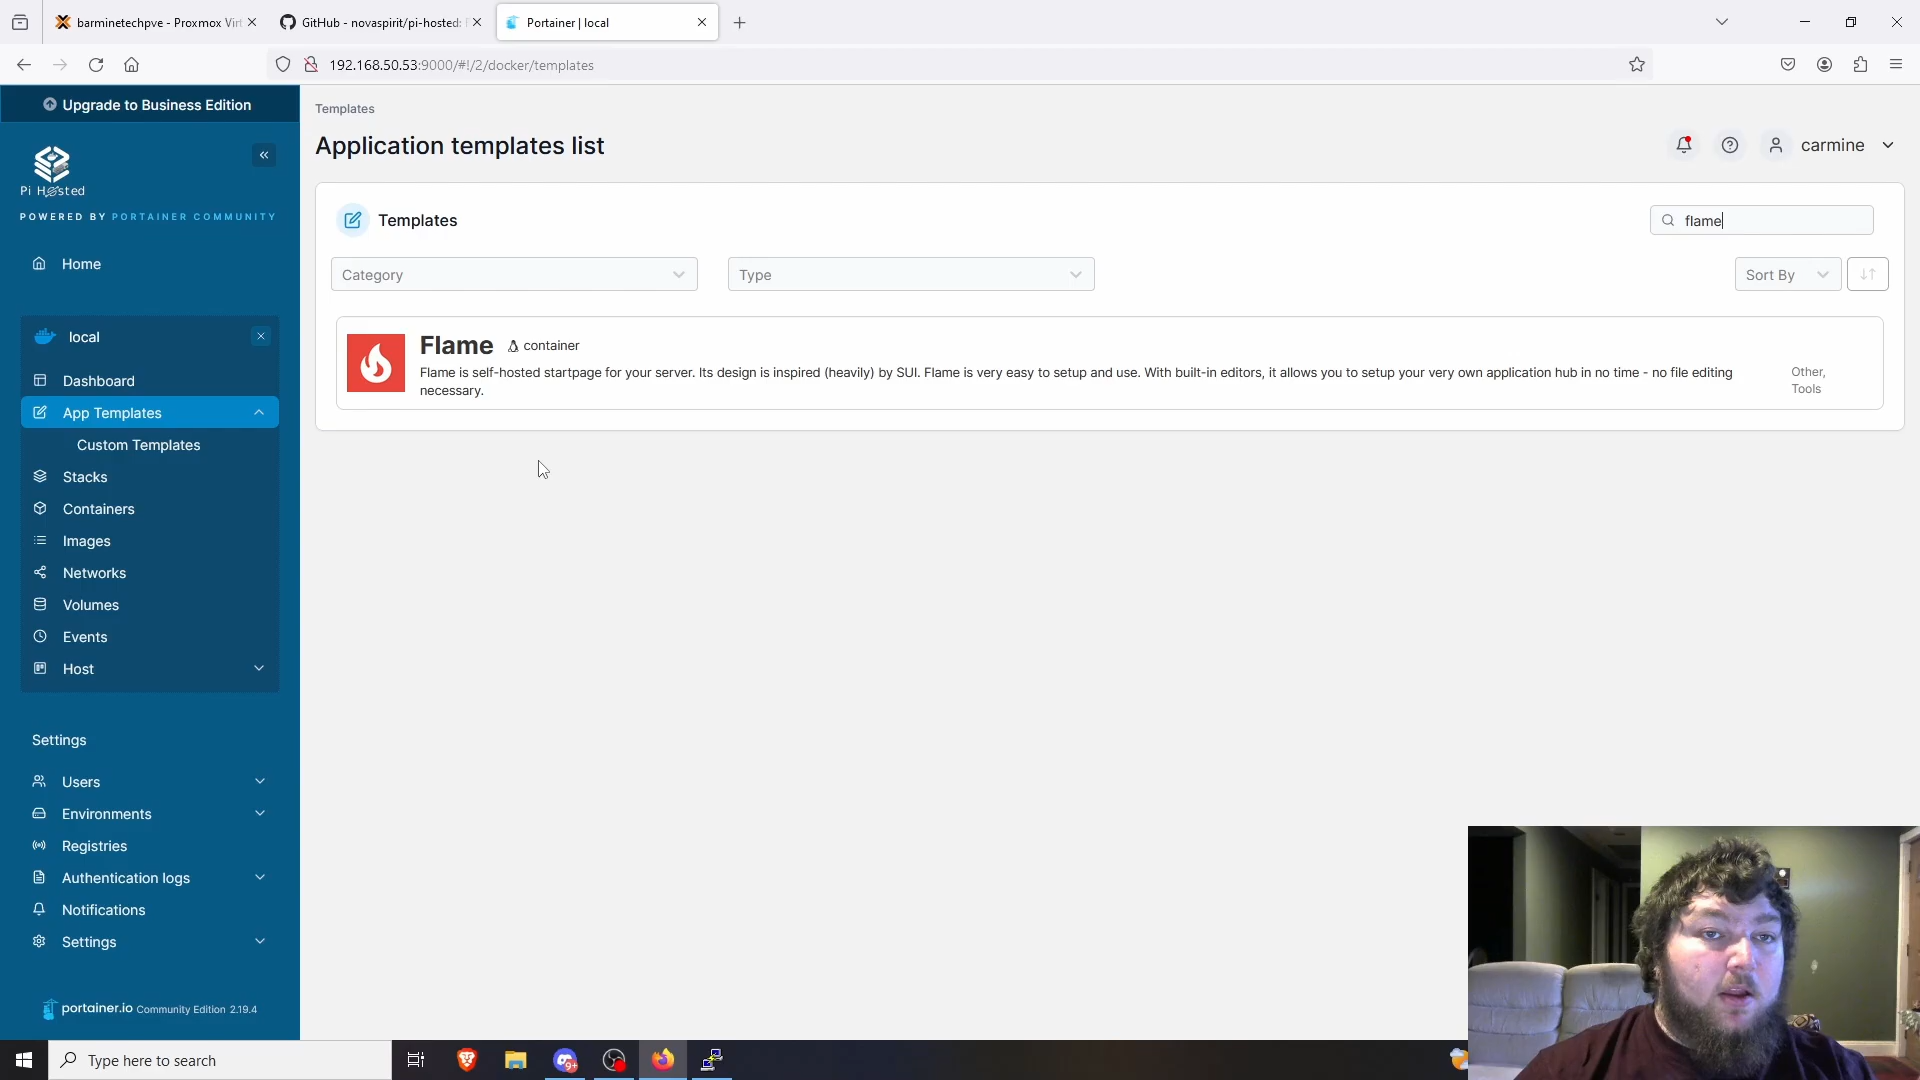 barminetechpve - Proxmox Virt
GitHub - novaspirit/pi-hosted:
Portainer | local
192.168.50.53:9000/#!/2/docker/templates
Upgrade to Business Edition
Pi Hosted
POWERED BY PORTAINER COMMUNITY
Home
local
Dashboard
App Templates
Custom Templates
Stacks
Containers
Images
Networks
Volumes
Events
Host
Settings
Users
Environments
Registries
Authentication logs
Notifications
Settings
portainer.io Community Edition 2.19.4
Templates
Application templates list
carmine
Templates
flame
Category
Type
Sort By
Flame container
Flame is self-hosted startpage for your server. Its design is inspired (heavily) by SUI. Flame is very easy to setup and use. With built-in editors, it allows you to setup your very own application hub in no time - no file editing
necessary.
Other,
Tools
Type here to search
9+